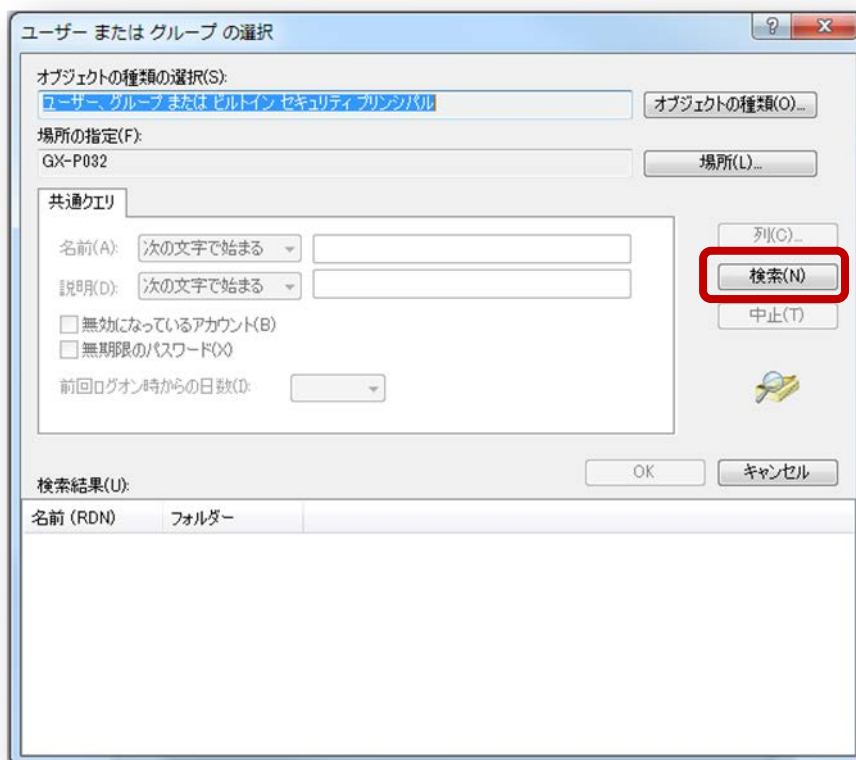 ユーザー または グループ の選択
オブジェクトの種類の選択(S):
ユーザー、グループ または ビルトイン セキュリティ プリンシパル
オブジェクトの種類(O)...
場所の指定(F):
GX-P032
場所(L)...
共通クエリ
名前(A): 次の文字で始まる
説明(D): 次の文字で始まる
無効になっているアカウント(B)
無期限のパスワード(X)
前回ログオン時からの日数(I):
列(C)...
検索(N)
中止(T)
OK キャンセル
検索結果(U):
名前 (RDN) フォルダー